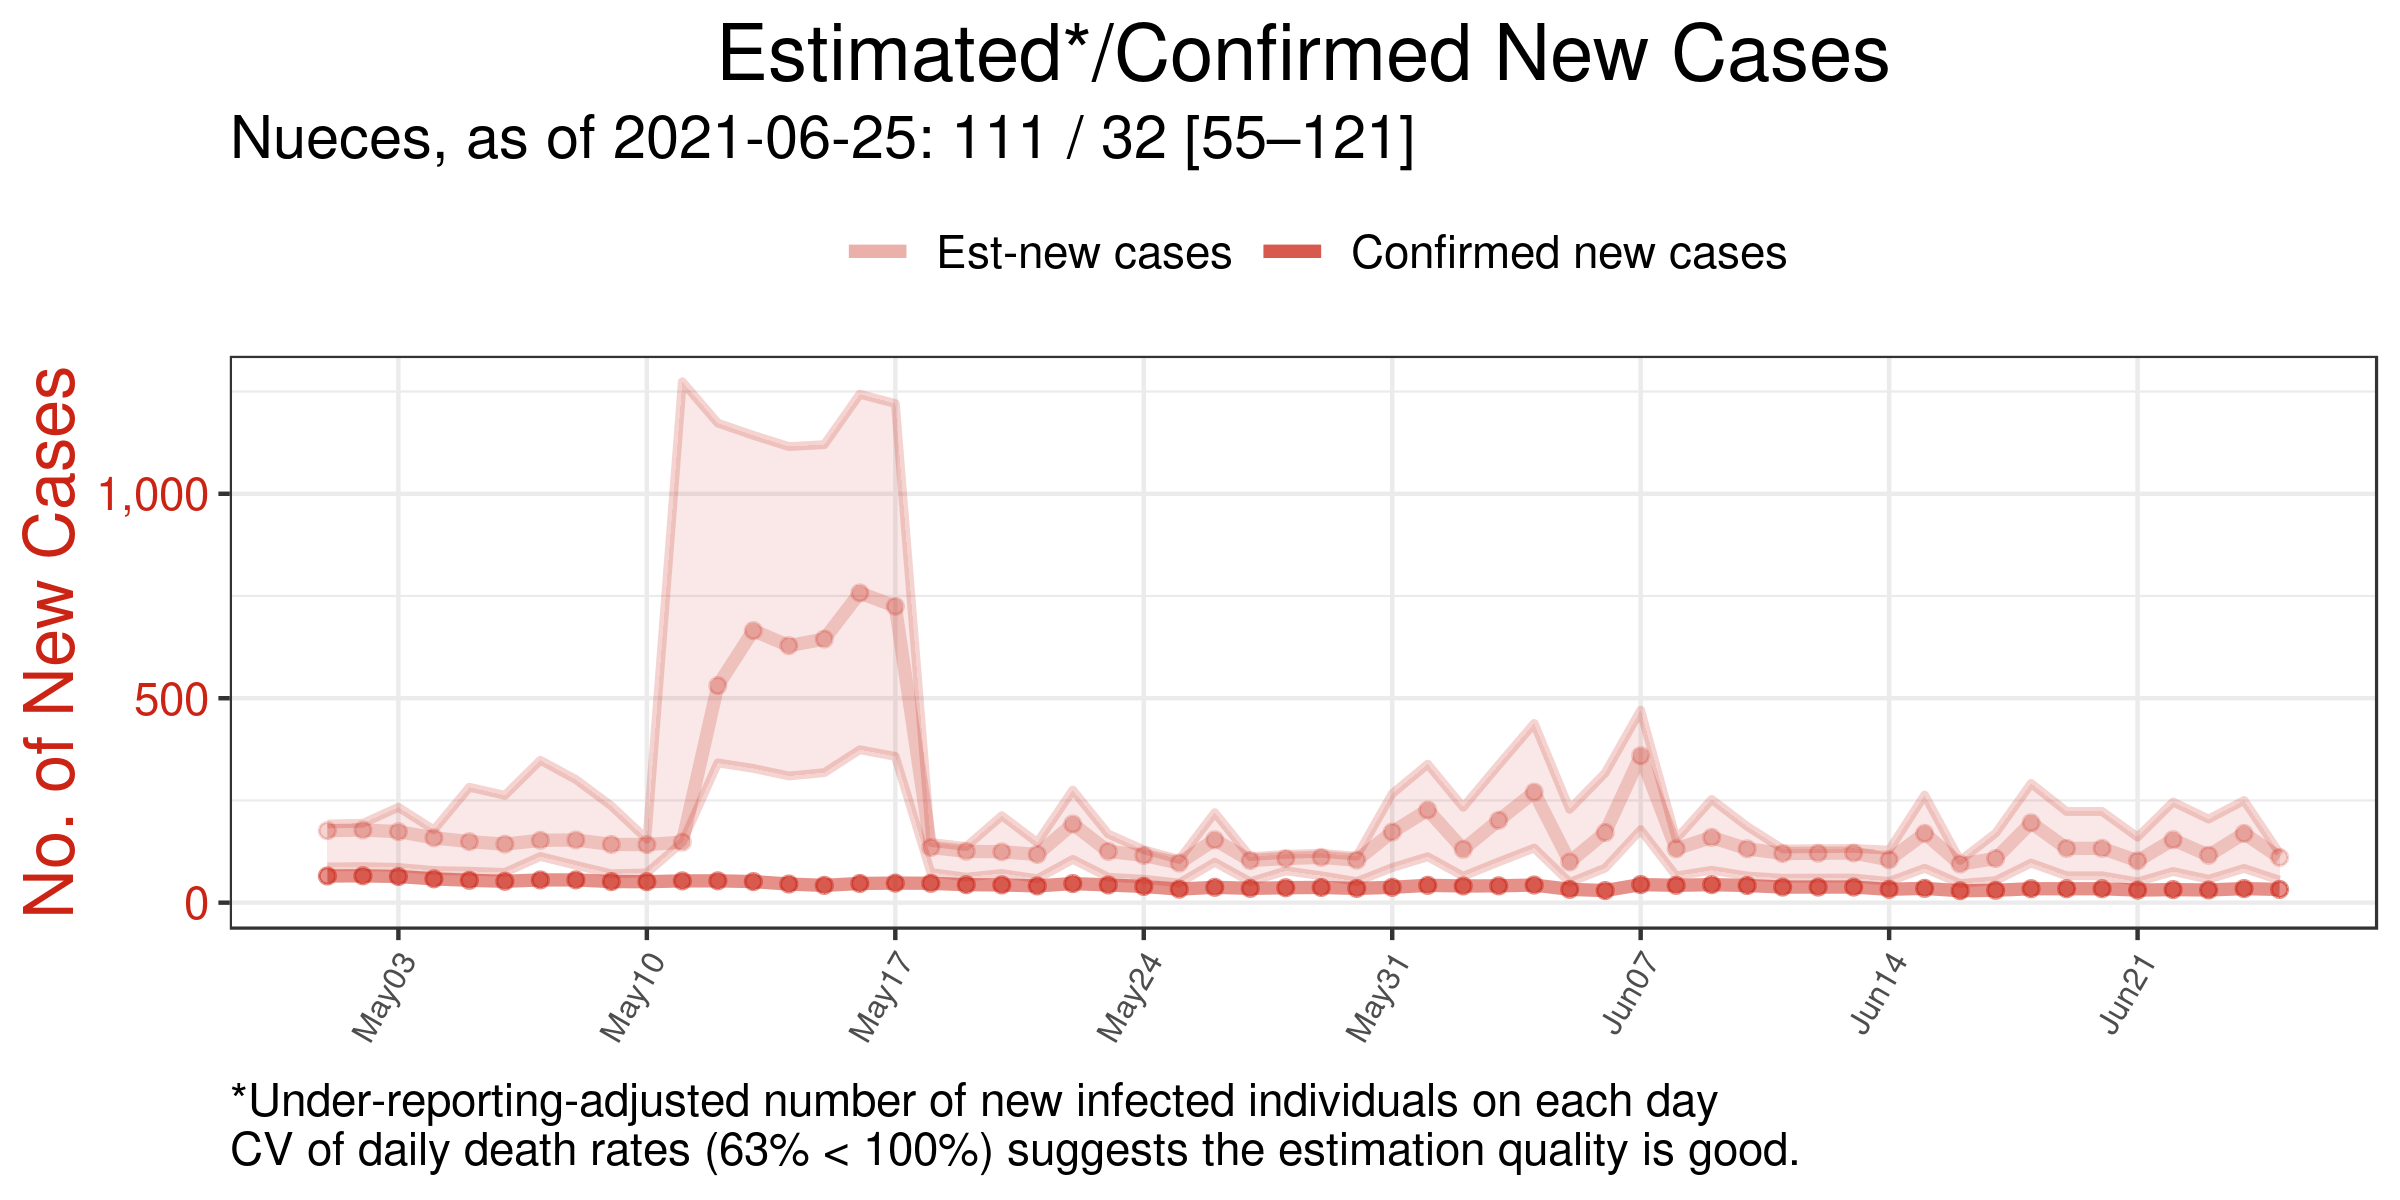 Estimated*/Confirmed New Cases
Nueces, as of 2021-06-25: 111 / 32 [55–121]
Est-new cases
Confirmed new cases
No. of New Cases
1,000
500
0
May03
May10
May17
May24
May31
Jun07
Jun14
Jun21
*Under-reporting-adjusted number of new infected individuals on each day
CV of daily death rates (63% < 100%) suggests the estimation quality is good.